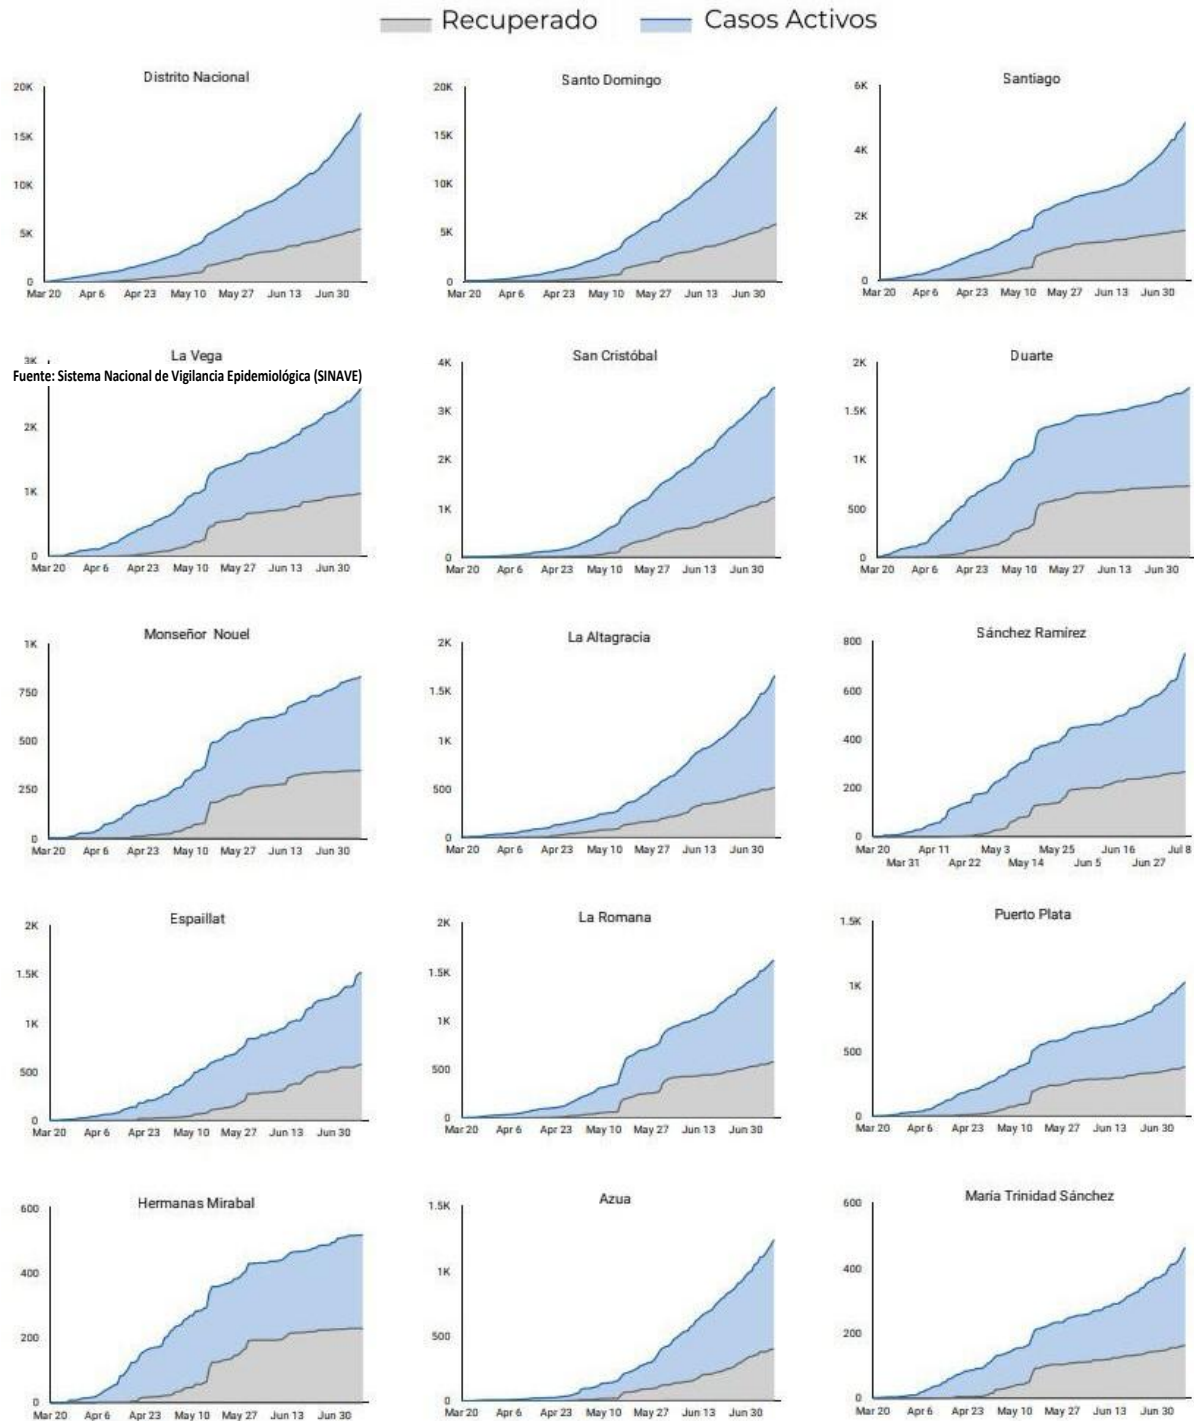 Recuperado Casos Activos
Distrito Nacional
20K
15K
10K
5K
0
Mar 20 Apr 6 Apr 23 May 10 May 27 Jun 13 Jun 30
Santo Domingo
20K
15K
10K
5K
0
Mar 20 Apr 6 Apr 23 May 10 May 27 Jun 13 Jun 30
Santiago
6K
4K
2K
0
Mar 20 Apr 6 Apr 23 May 10 May 27 Jun 13 Jun 30
La Vega
3K
Fuente: Sistema Nacional de Vigilancia Epidemiológica (SINAVE)
2K
1K
0
Mar 20 Apr 6 Apr 23 May 10 May 27 Jun 13 Jun 30
San Cristóbal
4K
3K
2K
1K
0
Mar 20 Apr 6 Apr 23 May 10 May 27 Jun 13 Jun 30
Duarte
2K
1.5K
1K
500
0
Mar 20 Apr 6 Apr 23 May 10 May 27 Jun 13 Jun 30
Monseñor Nouel
1K
750
500
250
0
Mar 20 Apr 6 Apr 23 May 10 May 27 Jun 13 Jun 30
La Altagracia
2K
1.5K
1K
500
0
Mar 20 Apr 6 Apr 23 May 10 May 27 Jun 13 Jun 30
Sánchez Ramírez
800
600
400
200
0
Mar 20 Apr 11 May 3 May 25 Jun 16 Jul 8
Mar 31 Apr 22 May 14 Jun 5 Jun 27
Espaillat
2K
1.5K
1K
500
0
Mar 20 Apr 6 Apr 23 May 10 May 27 Jun 13 Jun 30
La Romana
2K
1.5K
1K
500
0
Mar 20 Apr 6 Apr 23 May 10 May 27 Jun 13 Jun 30
Puerto Plata
1.5K
1K
500
0
Mar 20 Apr 6 Apr 23 May 10 May 27 Jun 13 Jun 30
Hermanas Mirabal
600
400
200
0
Mar 20 Apr 6 Apr 23 May 10 May 27 Jun 13 Jun 30
Azua
1.5K
1K
500
0
Mar 20 Apr 6 Apr 23 May 10 May 27 Jun 13 Jun 30
María Trinidad Sánchez
600
400
200
0
Mar 20 Apr 6 Apr 23 May 10 May 27 Jun 13 Jun 30